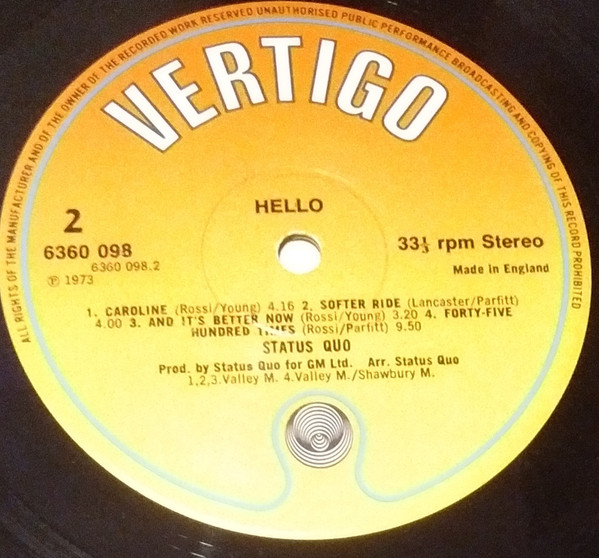 ALL RIGHTS OF THE MANUFACTURER AND OF THE OWNER OF THE RECORDED WORK RESERVED UNAUTHORISED PUBLIC PERFORMANCE BROADCASTING AND COPYING OF THIS RECORD PROHIBITED
VERTIGO
HELLO
2
6360 098
6360 098.2
℗ 1973
33⅓ rpm Stereo
Made in England
1. CAROLINE (Rossi/Young) 4.16 2. SOFTER RIDE (Lancaster/Parfitt)
4.00 3. AND IT'S BETTER NOW (Rossi/Young) 3.20 4. FORTY-FIVE
HUNDRED TIMES (Rossi/Parfitt) 9.50
STATUS QUO
Prod. by Status Quo for GM Ltd. Arr. Status Quo
1,2,3.Valley M. 4.Valley M./Shawbury M.